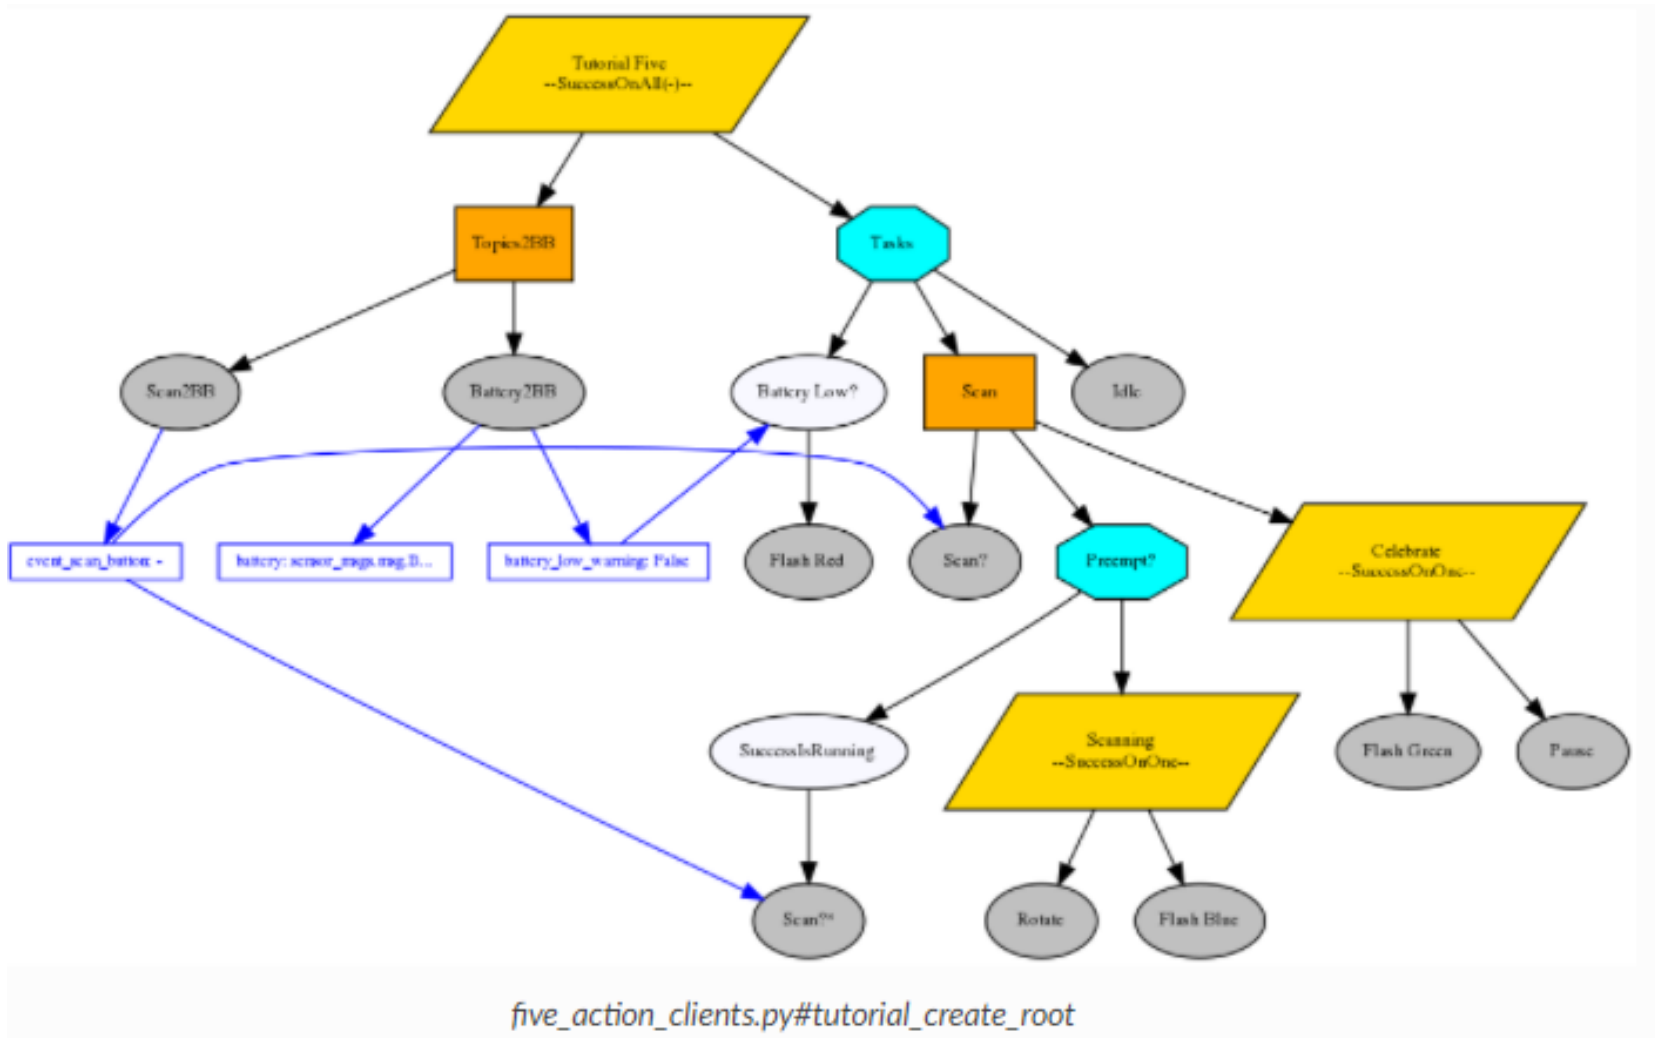 Tutorial Five
--SuccessOnAll(-)--
Topics2BB
Tasks
Scan2BB
Battery2BB
Battery Low?
Scan
Idle
event_scan_button: -
battery: sensor_msgs.msg.B...
battery_low_warning: False
Flash Red
Scan?
Preempt?
Celebrate
--SuccessOnOne--
SuccessIsRunning
Scanning
--SuccessOnOne--
Flash Green
Pause
Scan?*
Rotate
Flash Blue
five_action_clients.py#tutorial_create_root